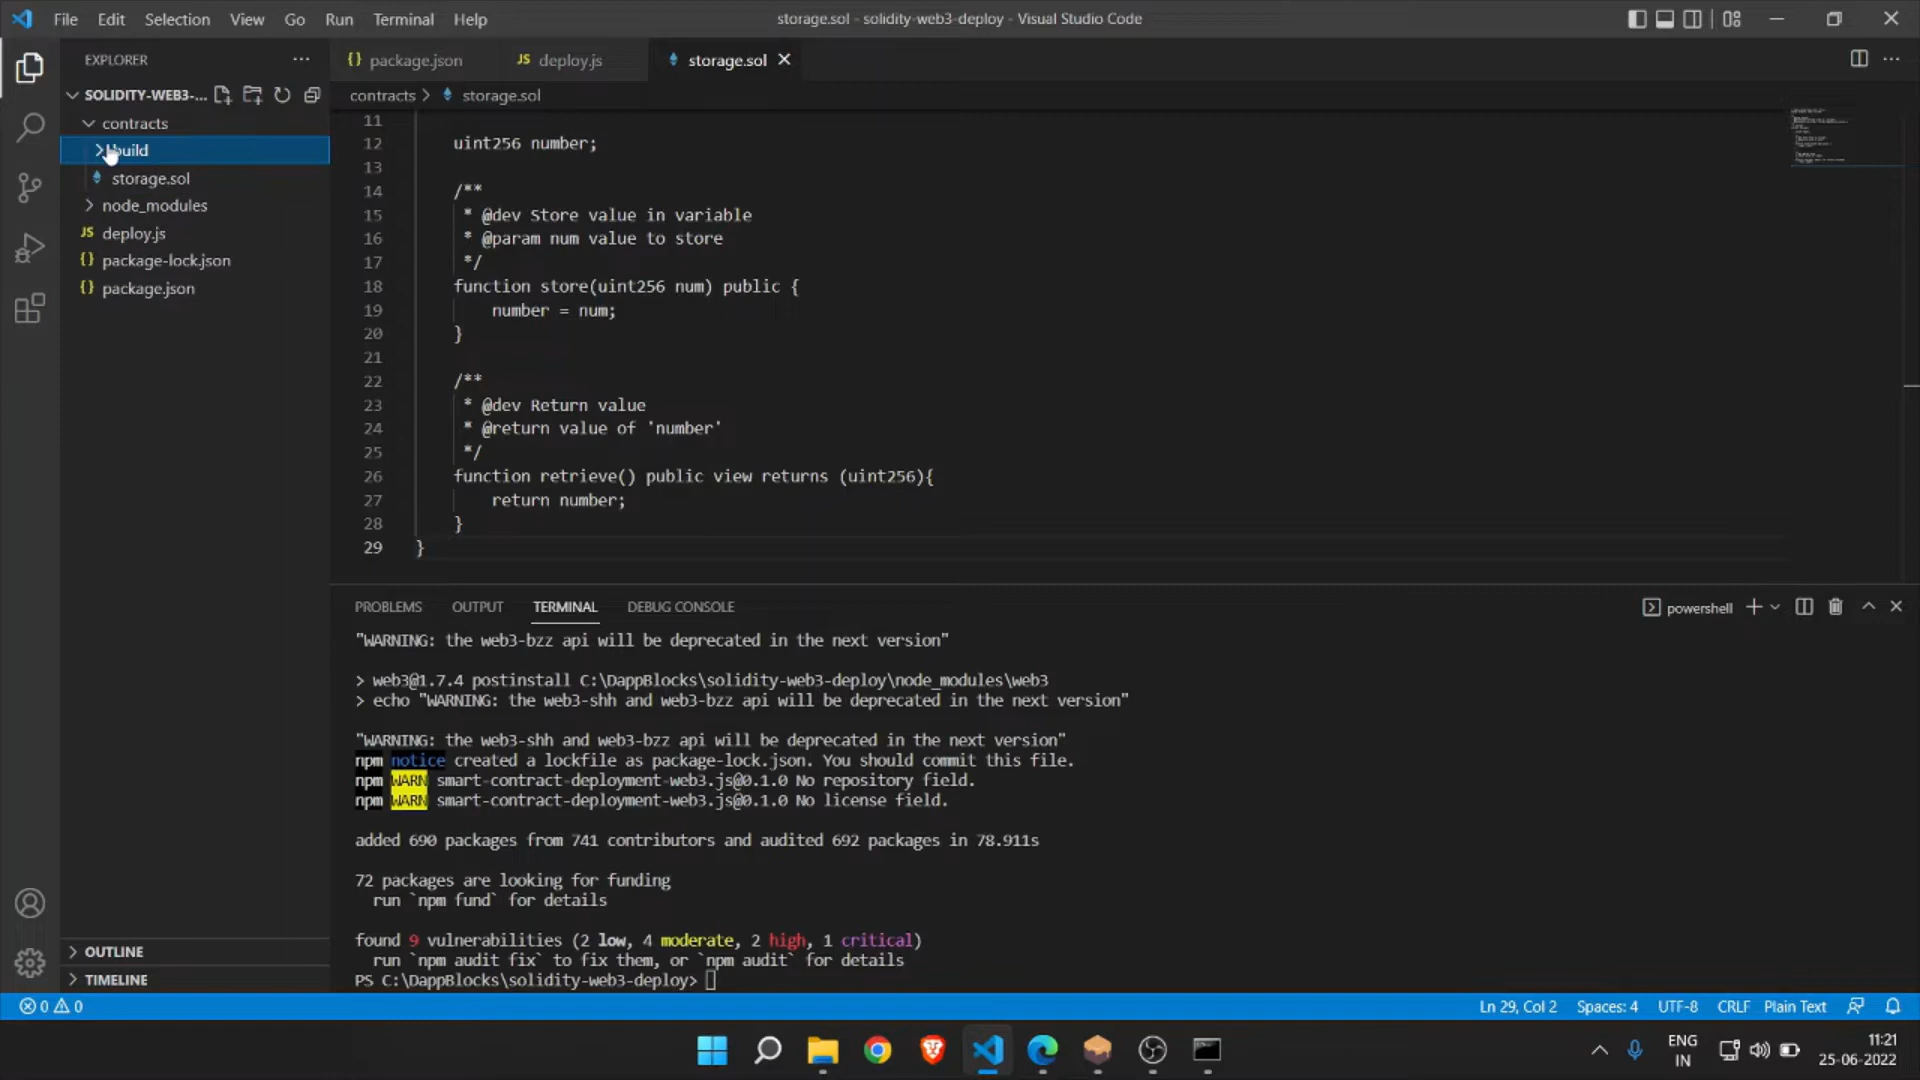 File Edit Selection View Go Run Terminal Help
storage.sol - solidity-web3-deploy - Visual Studio Code
EXPLORER
SOLIDITY-WEB3-...
contracts
build
storage.sol
node_modules
deploy.js
package-lock.json
package.json
OUTLINE
TIMELINE
package.json
deploy.js
storage.sol
contracts > storage.sol
11
12 uint256 number;
13
14 /**
15 * @dev Store value in variable
16 * @param num value to store
17 */
18 function store(uint256 num) public {
19 number = num;
20 }
21
22 /**
23 * @dev Return value
24 * @return value of 'number'
25 */
26 function retrieve() public view returns (uint256){
27 return number;
28 }
29 }
PROBLEMS OUTPUT TERMINAL DEBUG CONSOLE
powershell
"WARNING: the web3-bzz api will be deprecated in the next version"
> web3@1.7.4 postinstall C:\DappBlocks\solidity-web3-deploy\node_modules\web3
> echo "WARNING: the web3-shh and web3-bzz api will be deprecated in the next version"
"WARNING: the web3-shh and web3-bzz api will be deprecated in the next version"
npm notice created a lockfile as package-lock.json. You should commit this file.
npm WARN smart-contract-deployment-web3.js@0.1.0 No repository field.
npm WARN smart-contract-deployment-web3.js@0.1.0 No license field.
added 690 packages from 741 contributors and audited 692 packages in 78.911s
72 packages are looking for funding
run `npm fund` for details
found 9 vulnerabilities (2 low, 4 moderate, 2 high, 1 critical)
run `npm audit fix` to fix them, or `npm audit` for details
PS C:\DappBlocks\solidity-web3-deploy>
0 0
Ln 29, Col 2 Spaces: 4 UTF-8 CRLF Plain Text
ENG
IN
11:21
25-06-2022